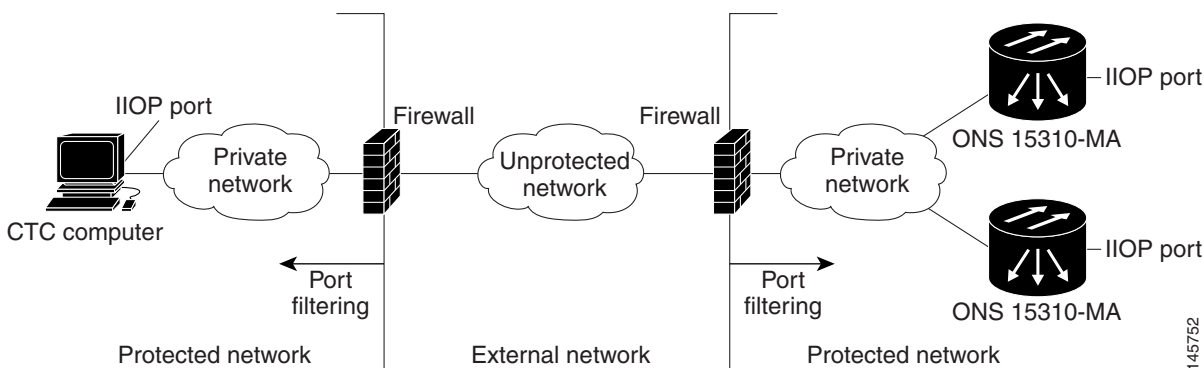 IIOP port
Private
network
CTC computer
Firewall
Unprotected
network
Firewall
Private
network
IIOP port
ONS 15310-MA
IIOP port
ONS 15310-MA
Port
filtering
Port
filtering
Protected network
External network
Protected network
145752